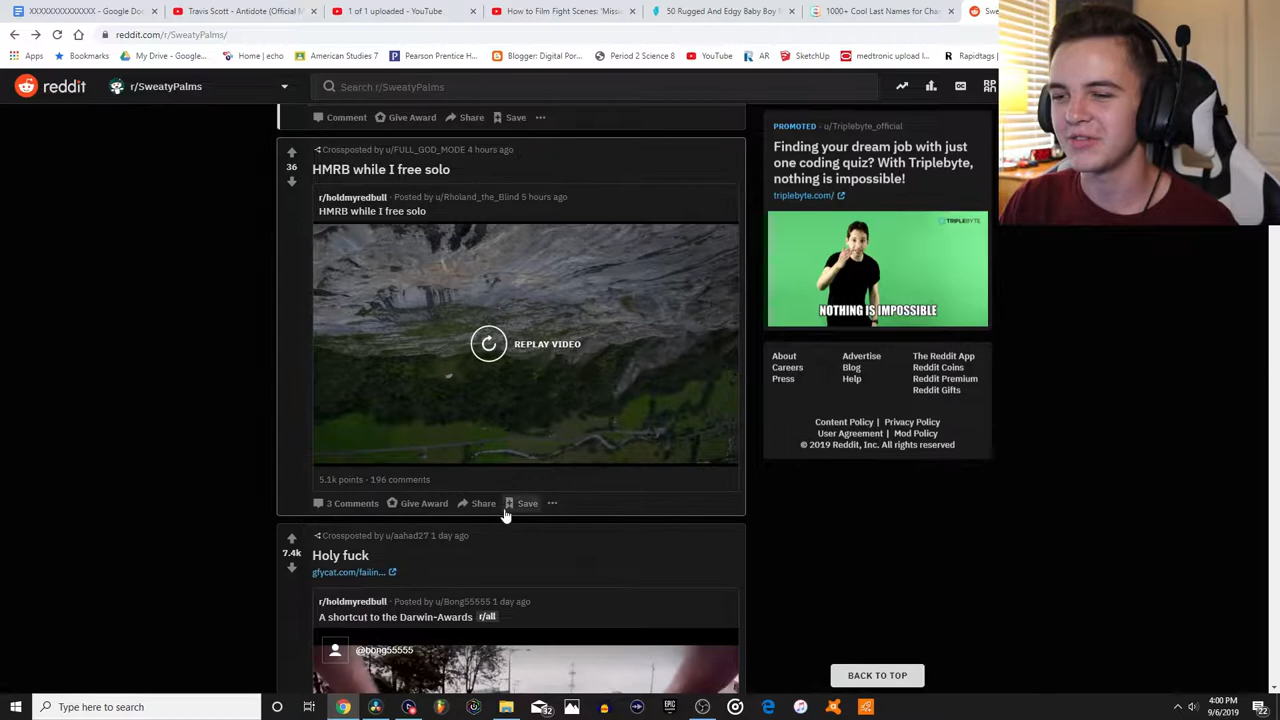 XXXXXXXXXXXXXX - Google Docs
Travis Scott - Antidote (Official M
1 of 1 uploaded - YouTube
How to Film Fight Scenes: 
50 Rugged And Edgy Baby Boy 
1000+ Cool Last Names for Char
reddit.com/r/SweatyPalms/
Apps
Bookmarks
My Drive - Google...
Home | echo
American Studies 7
Pearson Prentice H...
Blogger: Blogger
Period 2 Science 8
YouTube
AR
SketchUp
medtronic upload l...
Rapidtags |
reddit
r/SweatyPalms
Search r/SweatyPalms
Comment Give Award Share Save
Crossposted by u/FULL_GOD_MODE 4 hours ago
HMRB while I free solo
r/holdmyredbull · Posted by u/Rholand_the_Blind 5 hours ago
HMRB while I free solo
REPLAY VIDEO
5.1k points · 196 comments
3 Comments Give Award Share Save
Crossposted by u/aahad27 1 day ago
7.4k
Holy fuck
gfycat.com/failin...
r/holdmyredbull · Posted by u/Bong55555 1 day ago
A shortcut to the Darwin-Awards r/all
@bong55555
PROMOTED · u/Triplebyte_official
Finding your dream job with just
one coding quiz? With Triplebyte,
nothing is impossible!
triplebyte.com/
TRIPLEBYTE
NOTHING IS IMPOSSIBLE
About Advertise The Reddit App
Careers Blog Reddit Coins
Press Help Reddit Premium
Reddit Gifts
Content Policy | Privacy Policy
User Agreement | Mod Policy
© 2019 Reddit, Inc. All rights reserved
BACK TO TOP
Type here to search
4:00 PM
9/6/2019
22